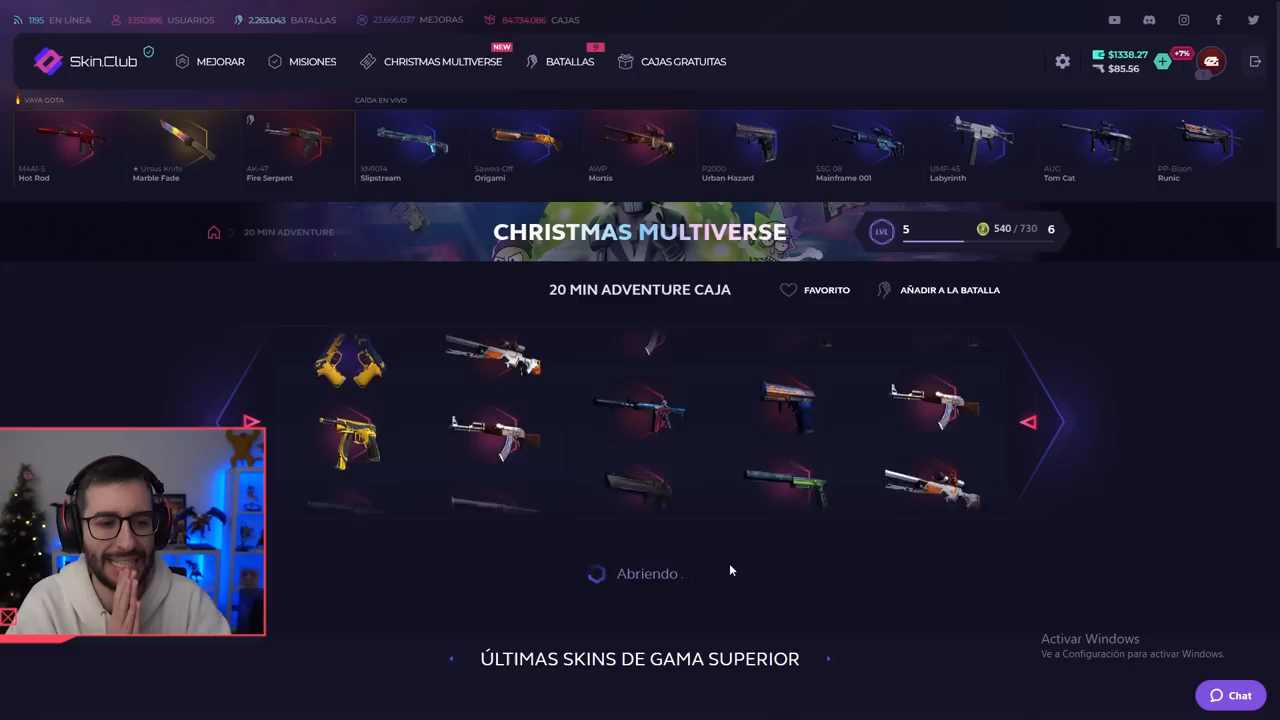 1195 EN LÍNEA 3.150.986 USUARIOS 2.263.043 BATALLAS 23.666.037 MEJORAS 84.734.086 CAJAS
Skin.Club MEJORAR MISIONES NEW CHRISTMAS MULTIVERSE 9 BATALLAS CAJAS GRATUITAS $1338.27 +7%
$85.56
VAYA GOTA CAÍDA EN VIVO
M4A1-S ★ Ursus Knife AK-47 XM1014 Sawed-Off AWP P2000 SSG 08 UMP-45 AUG PP-Bizon
Hot Rod Marble Fade Fire Serpent Slipstream Origami Mortis Urban Hazard Mainframe 001 Labyrinth Tom Cat Runic
20 MIN ADVENTURE CHRISTMAS MULTIVERSE LVL 5 540 / 730 6
20 MIN ADVENTURE CAJA FAVORITO AÑADIR A LA BATALLA
Abriendo...
Activar Windows
Ve a Configuración para activar Windows.
ÚLTIMAS SKINS DE GAMA SUPERIOR
Chat